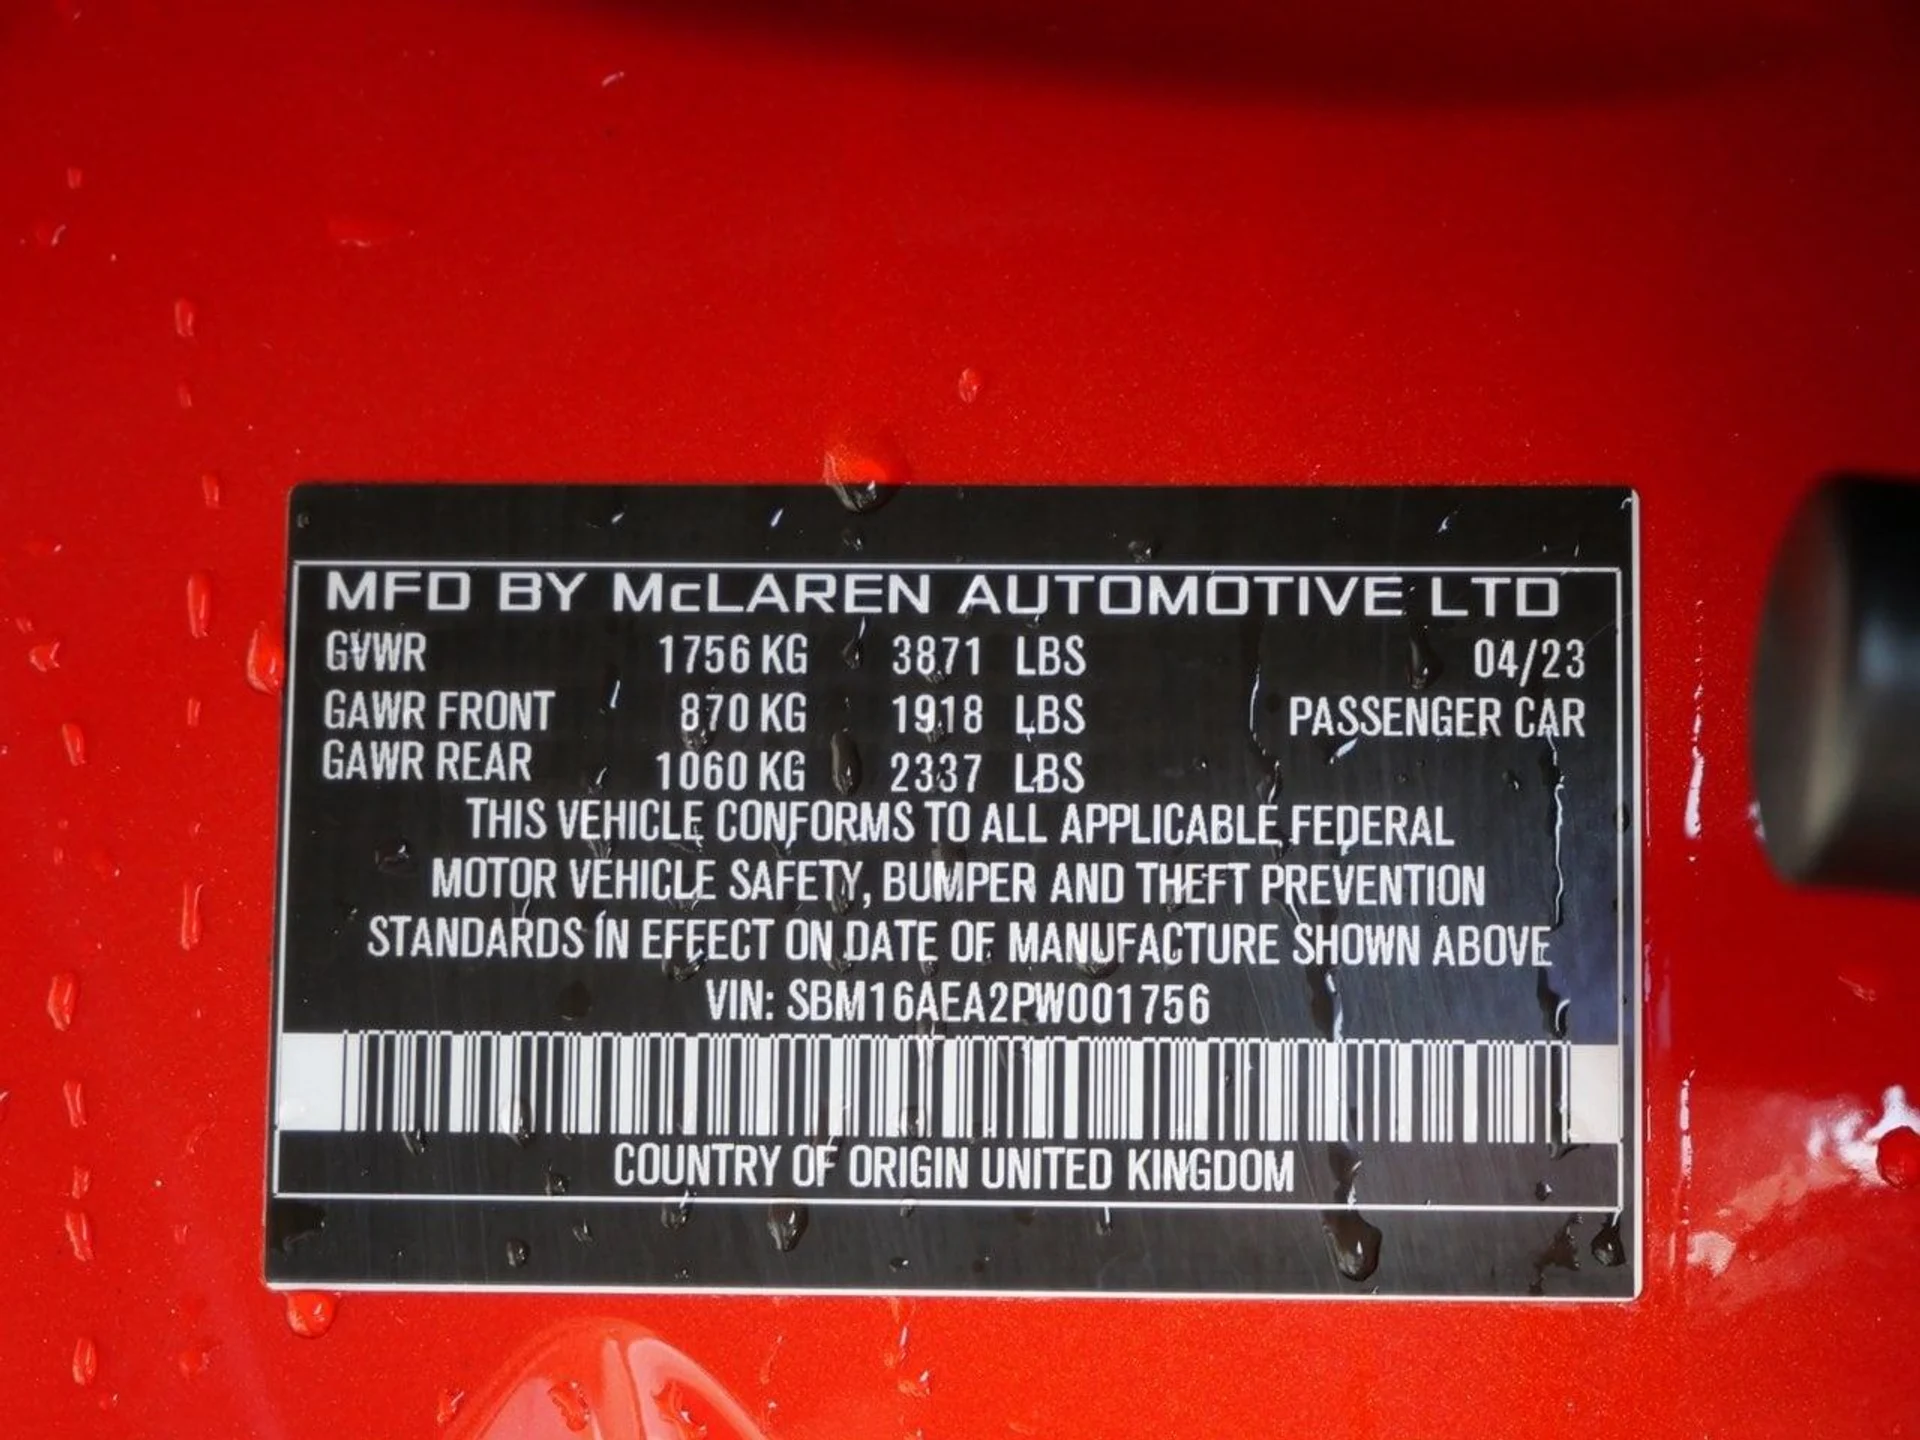 MFD BY McLAREN AUTOMOTIVE LTD
GVWR 1756 KG 3871 LBS 04/23
GAWR FRONT 870 KG 1918 LBS PASSENGER CAR
GAWR REAR 1060 KG 2337 LBS
THIS VEHICLE CONFORMS TO ALL APPLICABLE FEDERAL
MOTOR VEHICLE SAFETY, BUMPER AND THEFT PREVENTION
STANDARDS IN EFFECT ON DATE OF MANUFACTURE SHOWN ABOVE
VIN: SBM16AEA2PW001756
COUNTRY OF ORIGIN UNITED KINGDOM